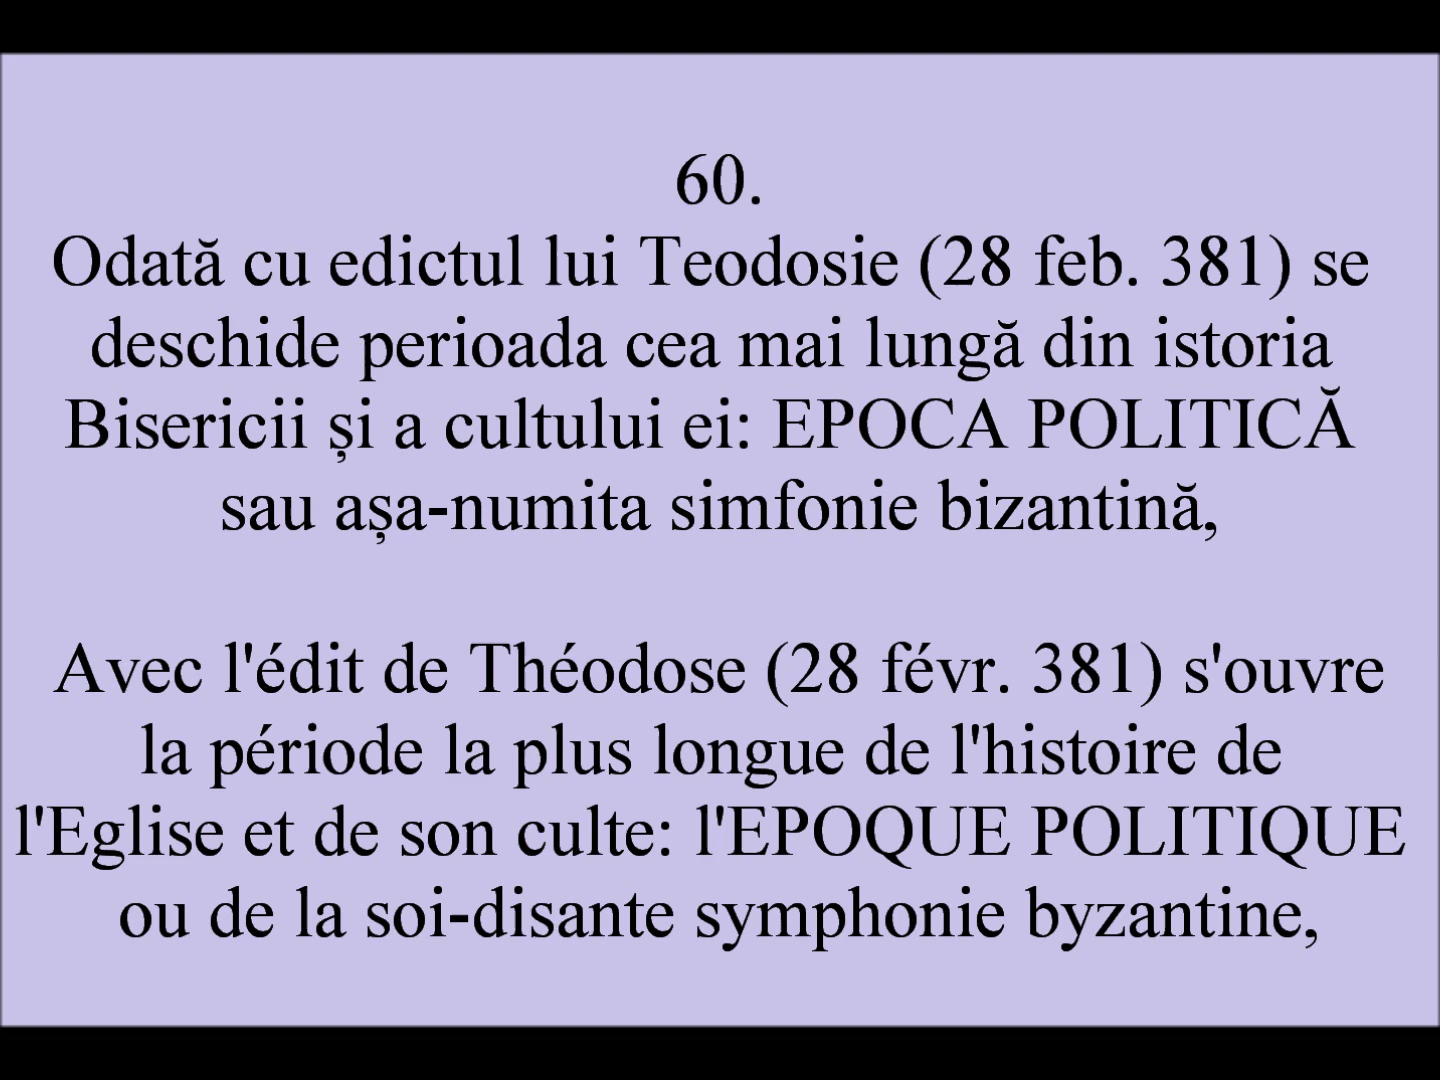 60.
Odată cu edictul lui Teodosie (28 feb. 381) se
deschide perioada cea mai lungă din istoria
Bisericii și a cultului ei: EPOCA POLITICĂ
sau așa-numita simfonie bizantină,
Avec l'édit de Théodose (28 févr. 381) s'ouvre
la période la plus longue de l'histoire de
l'Eglise et de son culte: l'EPOQUE POLITIQUE
ou de la soi-disante symphonie byzantine,